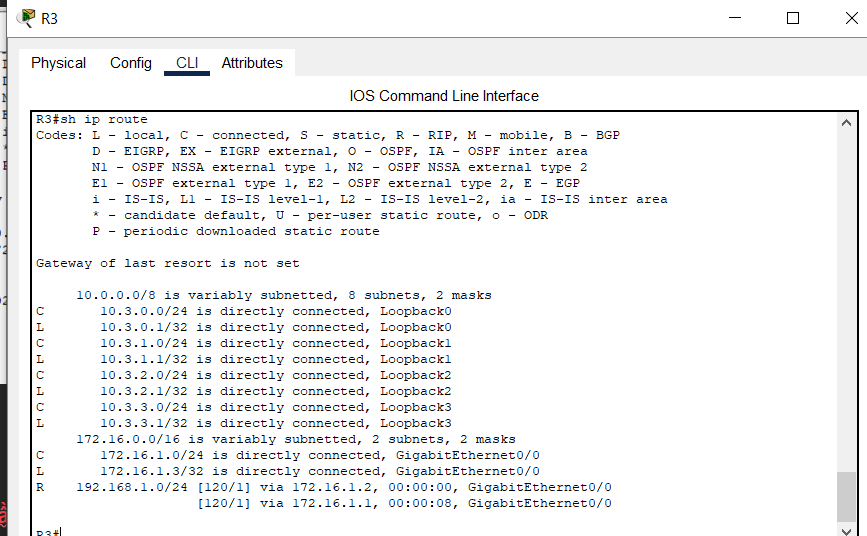 R3
Physical Config CLI Attributes
IOS Command Line Interface
R3#sh ip route
Codes: L - local, C - connected, S - static, R - RIP, M - mobile, B - BGP
D - EIGRP, EX - EIGRP external, O - OSPF, IA - OSPF inter area
N1 - OSPF NSSA external type 1, N2 - OSPF NSSA external type 2
E1 - OSPF external type 1, E2 - OSPF external type 2, E - EGP
i - IS-IS, L1 - IS-IS level-1, L2 - IS-IS level-2, ia - IS-IS inter area
* - candidate default, U - per-user static route, o - ODR
P - periodic downloaded static route
Gateway of last resort is not set
10.0.0.0/8 is variably subnetted, 8 subnets, 2 masks
C 10.3.0.0/24 is directly connected, Loopback0
L 10.3.0.1/32 is directly connected, Loopback0
C 10.3.1.0/24 is directly connected, Loopback1
L 10.3.1.1/32 is directly connected, Loopback1
C 10.3.2.0/24 is directly connected, Loopback2
L 10.3.2.1/32 is directly connected, Loopback2
C 10.3.3.0/24 is directly connected, Loopback3
L 10.3.3.1/32 is directly connected, Loopback3
172.16.0.0/16 is variably subnetted, 2 subnets, 2 masks
C 172.16.1.0/24 is directly connected, GigabitEthernet0/0
L 172.16.1.3/32 is directly connected, GigabitEthernet0/0
R 192.168.1.0/24 [120/1] via 172.16.1.2, 00:00:00, GigabitEthernet0/0
[120/1] via 172.16.1.1, 00:00:08, GigabitEthernet0/0
R3#